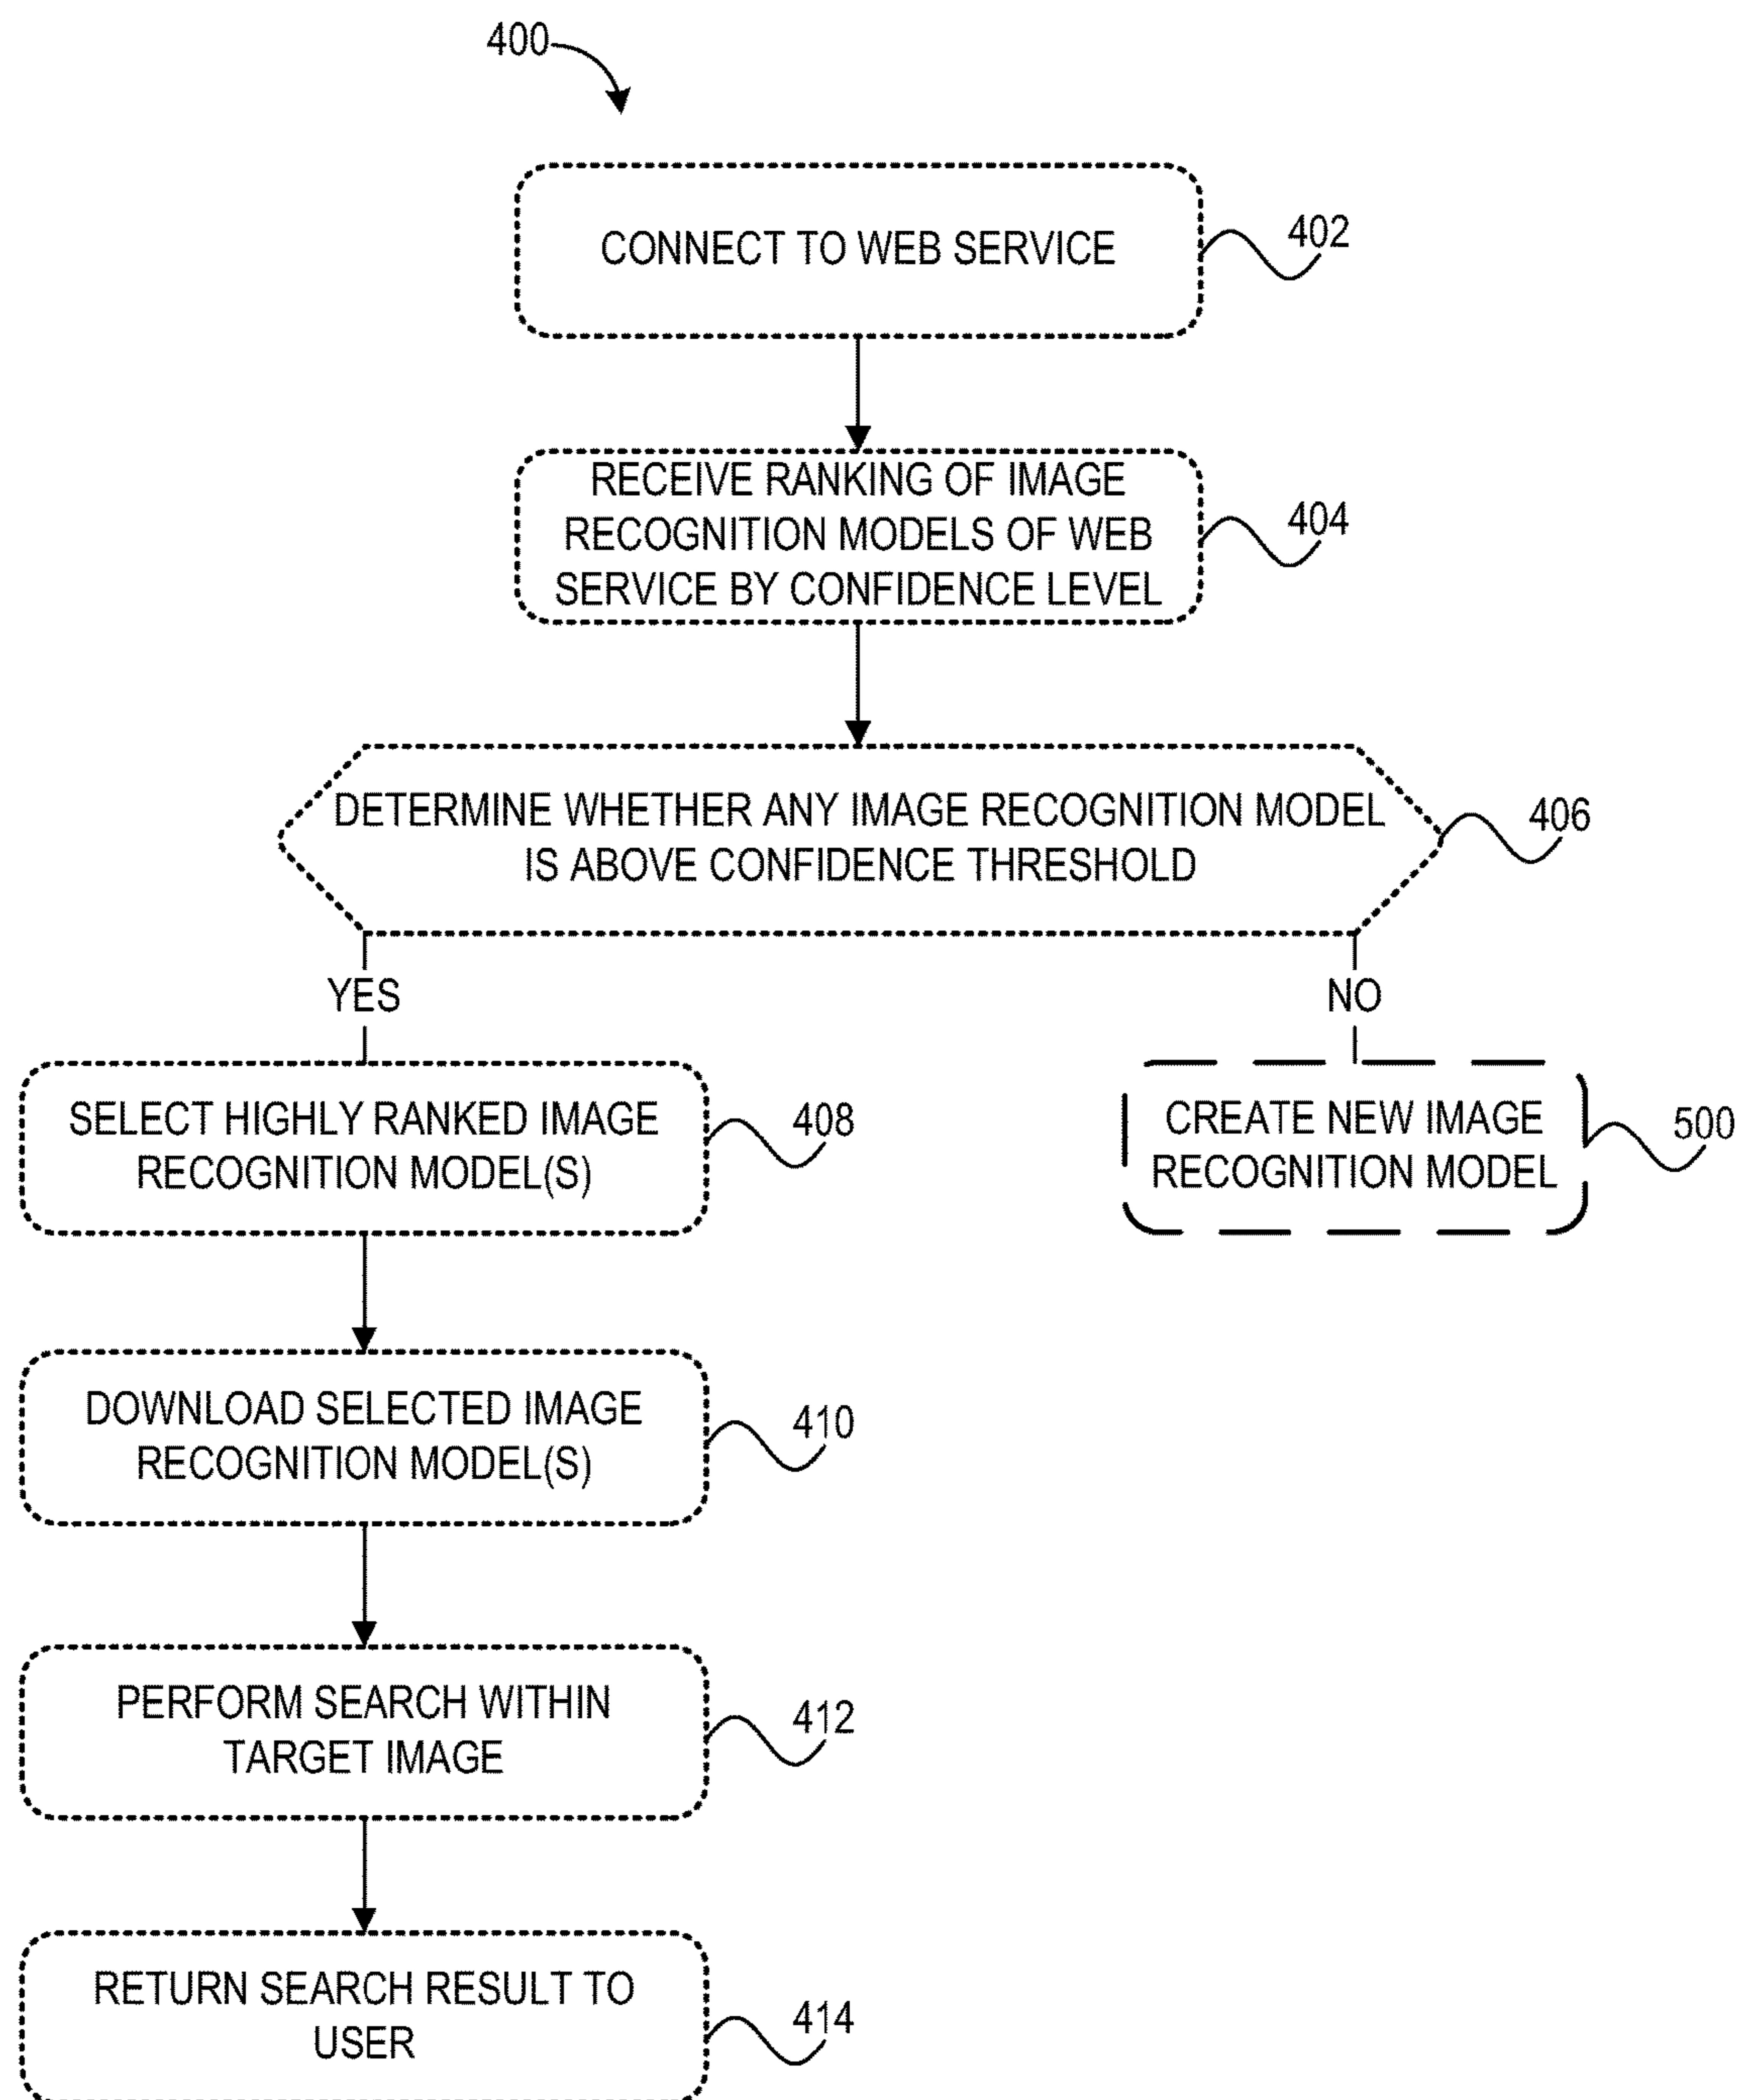 400
CONNECT TO WEB SERVICE
402
RECEIVE RANKING OF IMAGE
RECOGNITION MODELS OF WEB
SERVICE BY CONFIDENCE LEVEL
404
DETERMINE WHETHER ANY IMAGE RECOGNITION MODEL
IS ABOVE CONFIDENCE THRESHOLD
406
YES
NO
SELECT HIGHLY RANKED IMAGE
RECOGNITION MODEL(S)
408
CREATE NEW IMAGE
RECOGNITION MODEL
500
DOWNLOAD SELECTED IMAGE
RECOGNITION MODEL(S)
410
PERFORM SEARCH WITHIN
TARGET IMAGE
412
RETURN SEARCH RESULT TO
USER
414